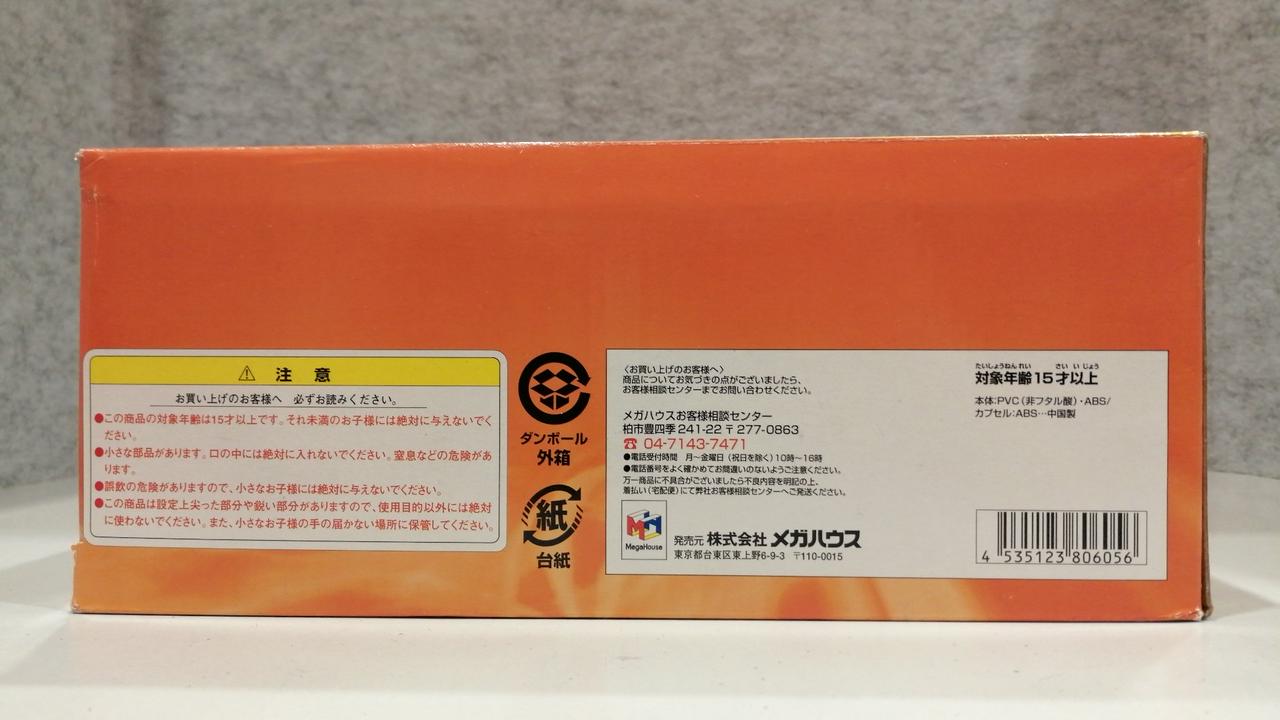 ⚠ 注意
お買い上げのお客様へ 必ずお読みください。
●この商品の対象年齢は15才以上です。それ未満のお子様には絶対に与えないでく
ださい。
●小さな部品があります。口の中には絶対に入れないでください。窒息などの危険があ
ります。
●誤飲の危険がありますので、小さなお子様には絶対に与えないでください。
●この商品は設定上尖った部分や鋭い部分がありますので、使用目的以外には絶対
に使わないでください。また、小さなお子様の手の届かない場所に保管してください。
ダンボール
外箱
紙
台紙
〈お買い上げのお客様へ〉
商品についてお気づきの点がございましたら、
お客様相談センターまでお問い合わせください。
メガハウスお客様相談センター
柏市豊四季241-22 〒277-0863
☎ 04-7143-7471
●電話受付時間 月〜金曜日（祝日を除く）10時〜16時
●電話番号をよく確かめてお間違いのないようご注意ください。
万一商品に不具合がございましたら不良内容を明記の上、
着払い（宅配便）にて弊社お客様相談センターへご発送ください。
MegaHouse
発売元 株式会社 メガハウス
東京都台東区東上野6-9-3 〒110-0015
たいしょうねんれい さい い じょう
対象年齢15才以上
本体：PVC（非フタル酸）・ABS/
カプセル：ABS…中国製
4 535123 806056